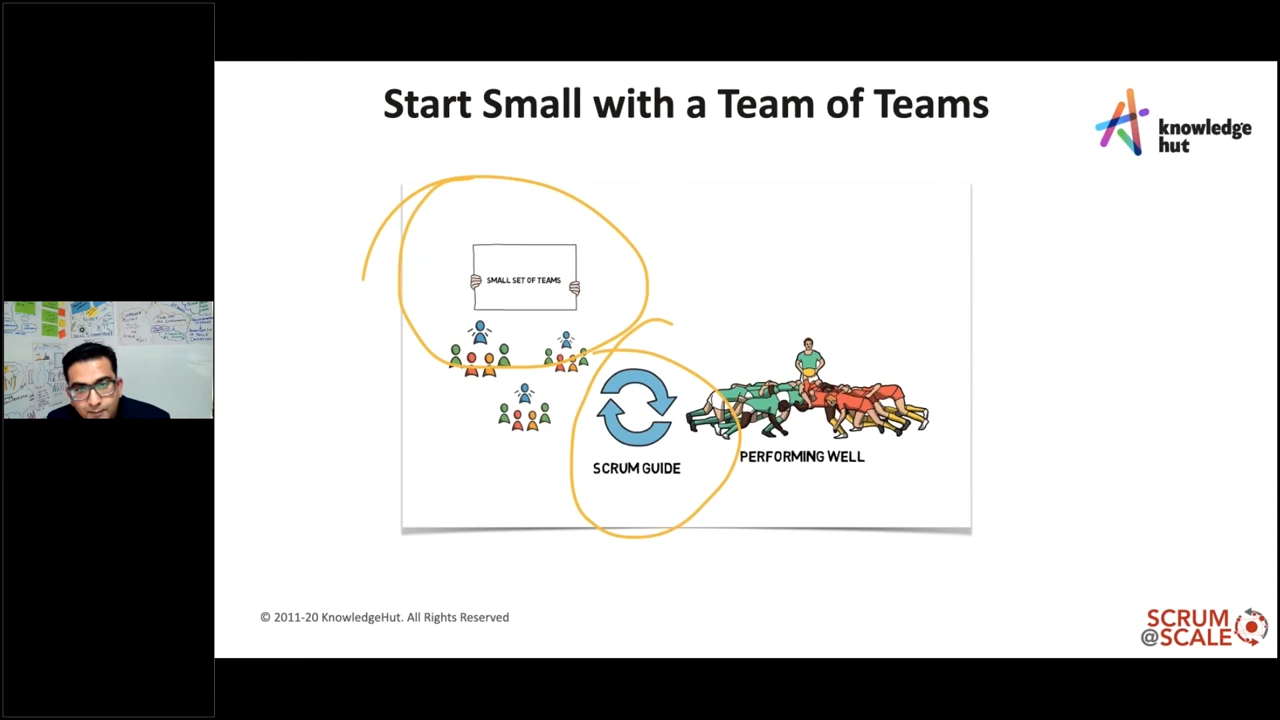 Start Small with a Team of Teams
knowledge
hut
SMALL SET OF TEAMS
SCRUM GUIDE
PERFORMING WELL
© 2011-20 KnowledgeHut. All Rights Reserved
SCRUM
@SCALE